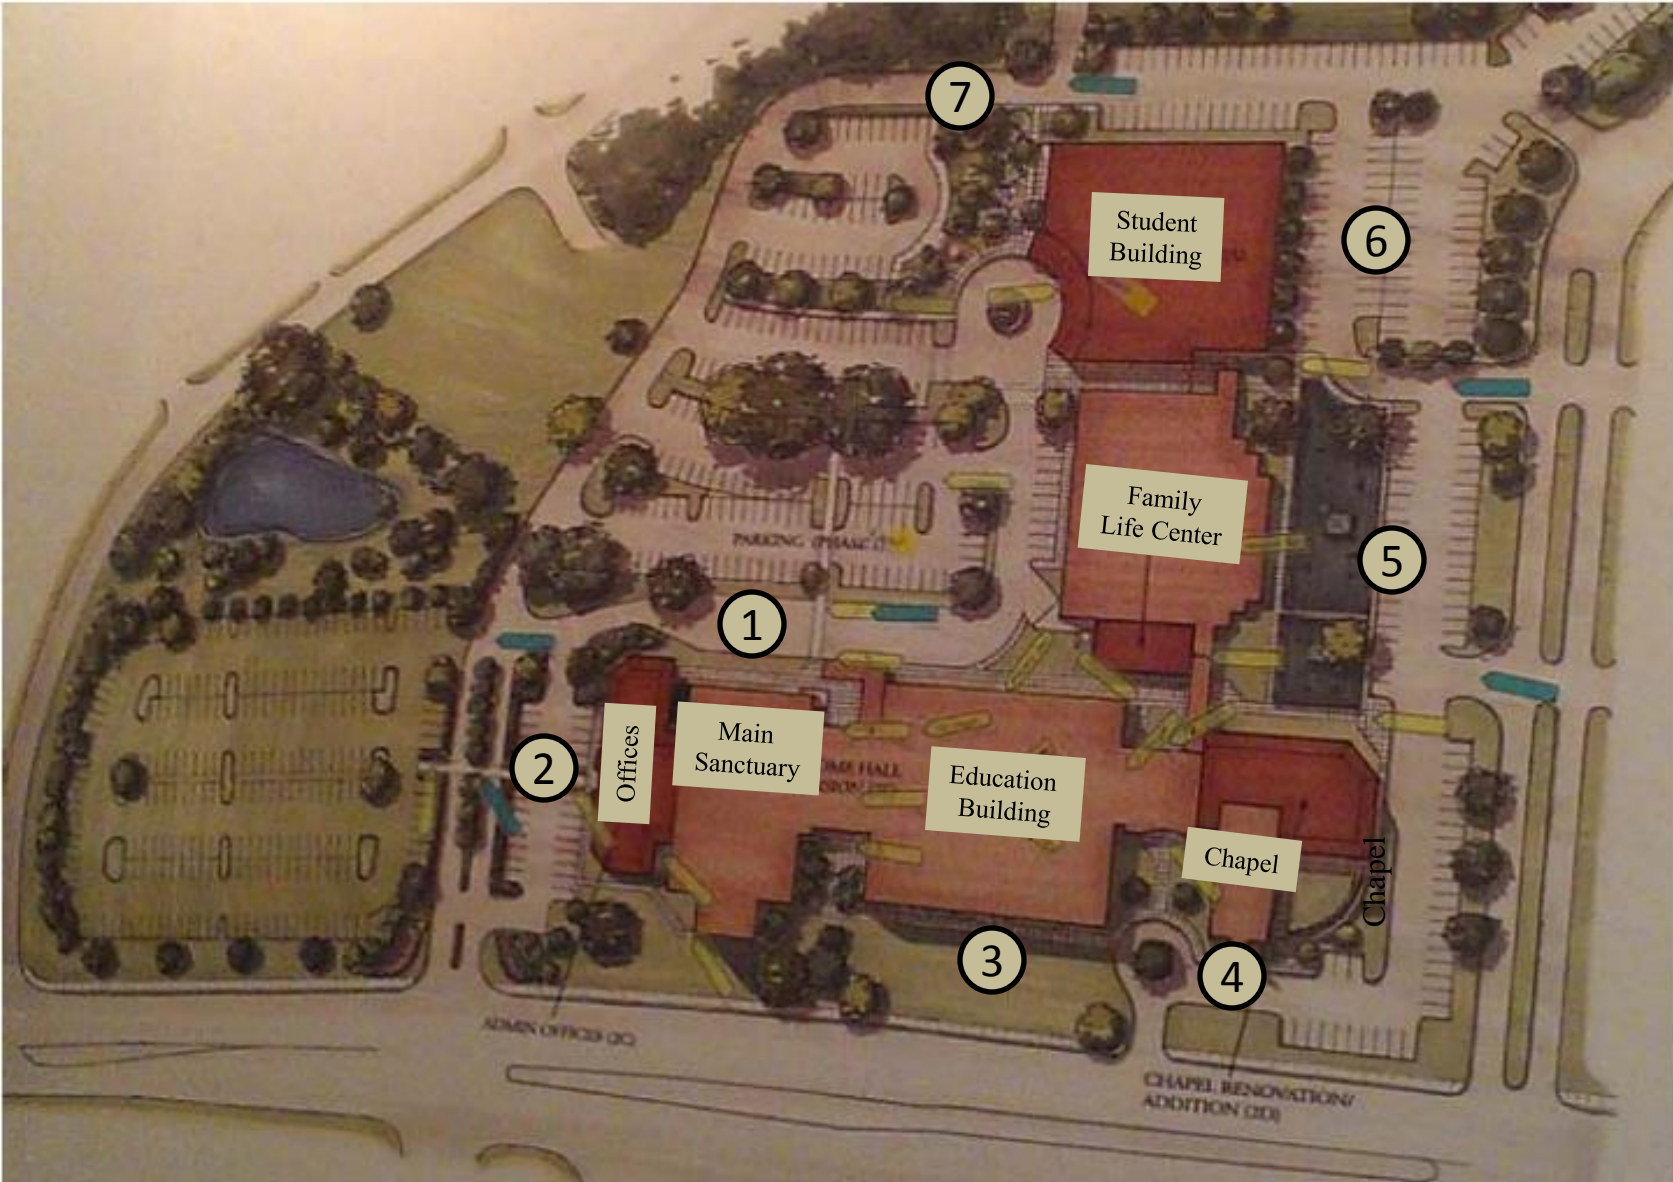 7
Student
Building
6
Family
Life Center
PARKING (PHASE
5
1
Offices
Main
Sanctuary
2
HALL
Education
Building
Chapel
Chapel
3
4
ADMIN OFFICES (2C)
CHAPEL RENOVATION/
ADDITION (2D)